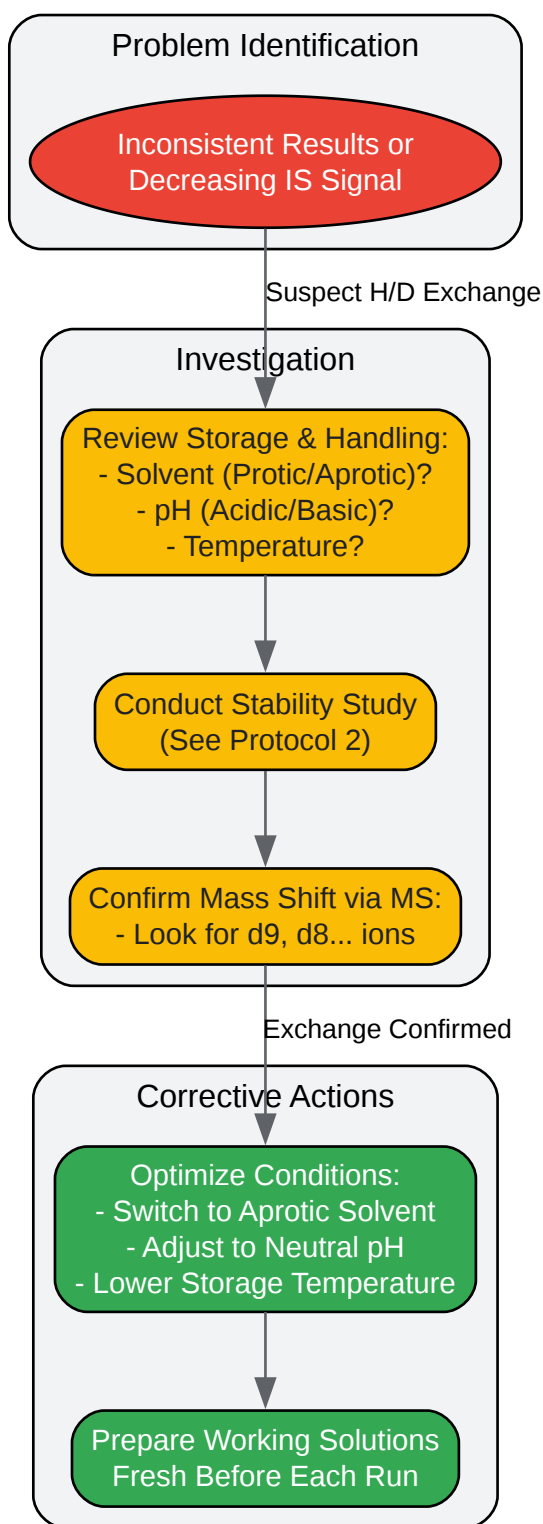 Problem Identification
Inconsistent Results or
Decreasing IS Signal
Suspect H/D Exchange
Investigation
Review Storage & Handling:
- Solvent (Protic/Aprotic)?
- pH (Acidic/Basic)?
- Temperature?
Conduct Stability Study
(See Protocol 2)
Confirm Mass Shift via MS:
- Look for d9, d8... ions
Exchange Confirmed
Corrective Actions
Optimize Conditions:
- Switch to Aprotic Solvent
- Adjust to Neutral pH
- Lower Storage Temperature
Prepare Working Solutions
Fresh Before Each Run